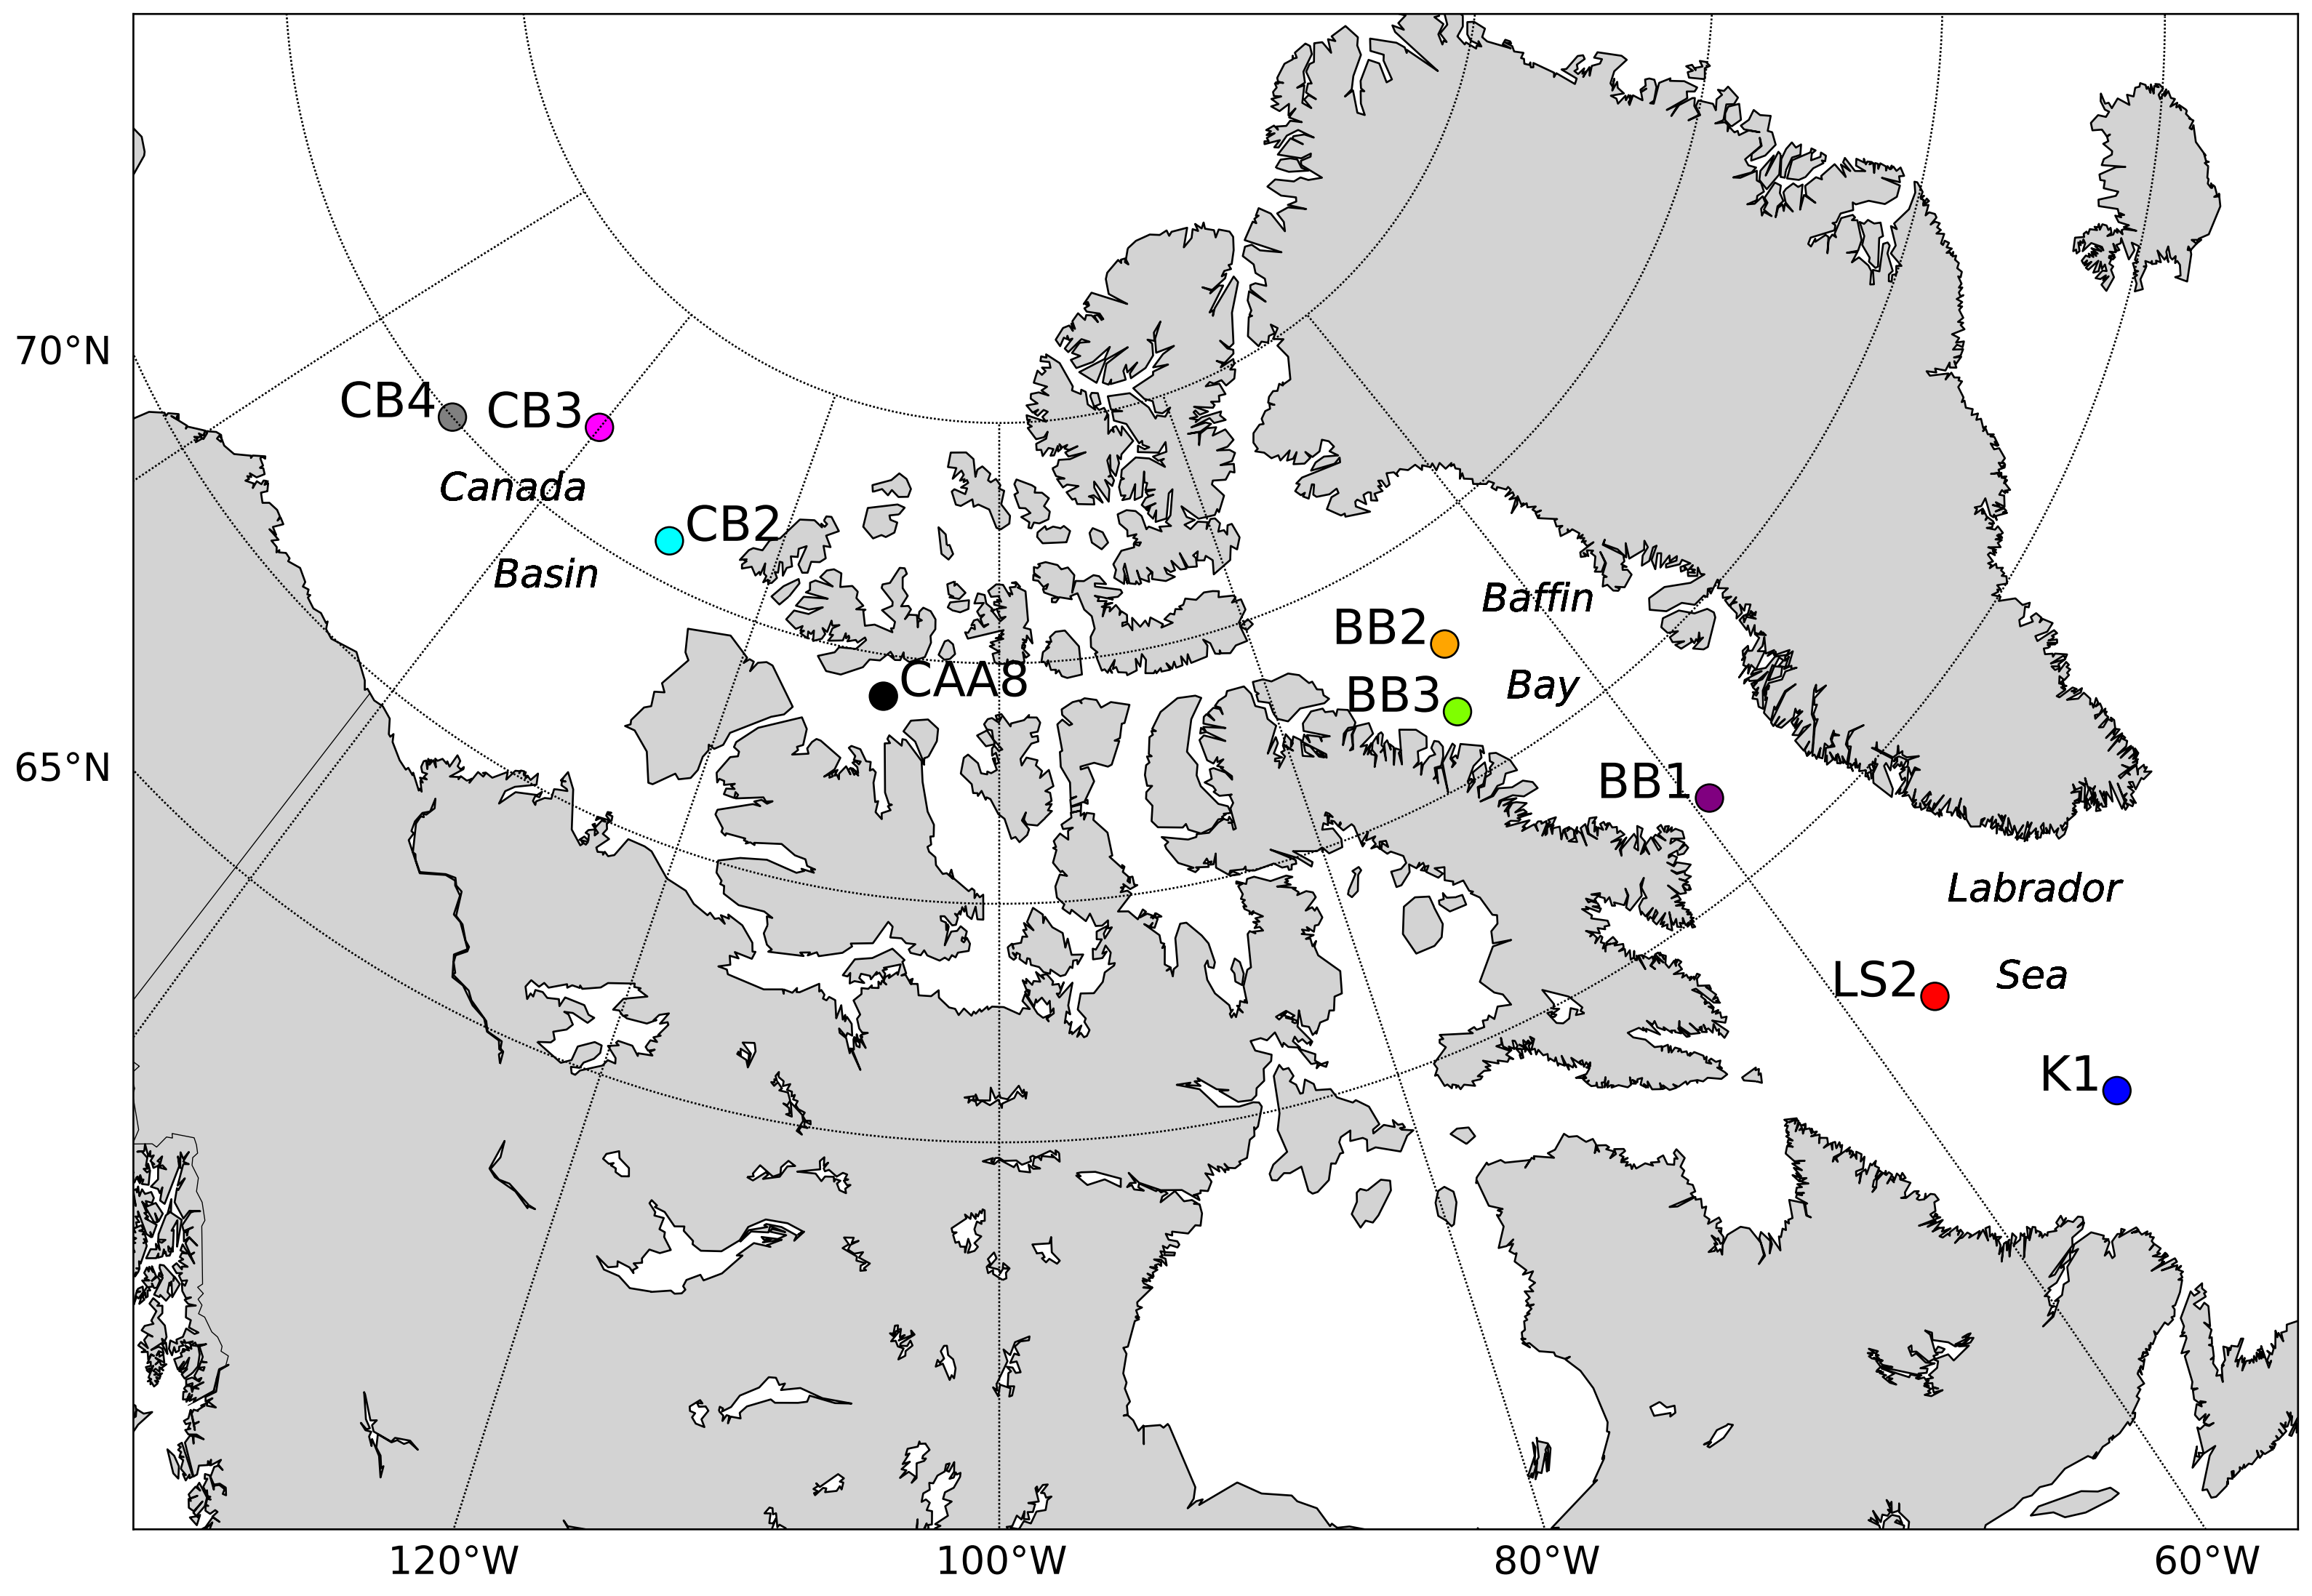 70°N
CB4
CB3
Canada
CB2
Basin
Baffin
BB2
CAA8
Bay
BB3
65°N
BB1
Labrador
LS2
Sea
K1
120°W
100°W
80°W
60°W